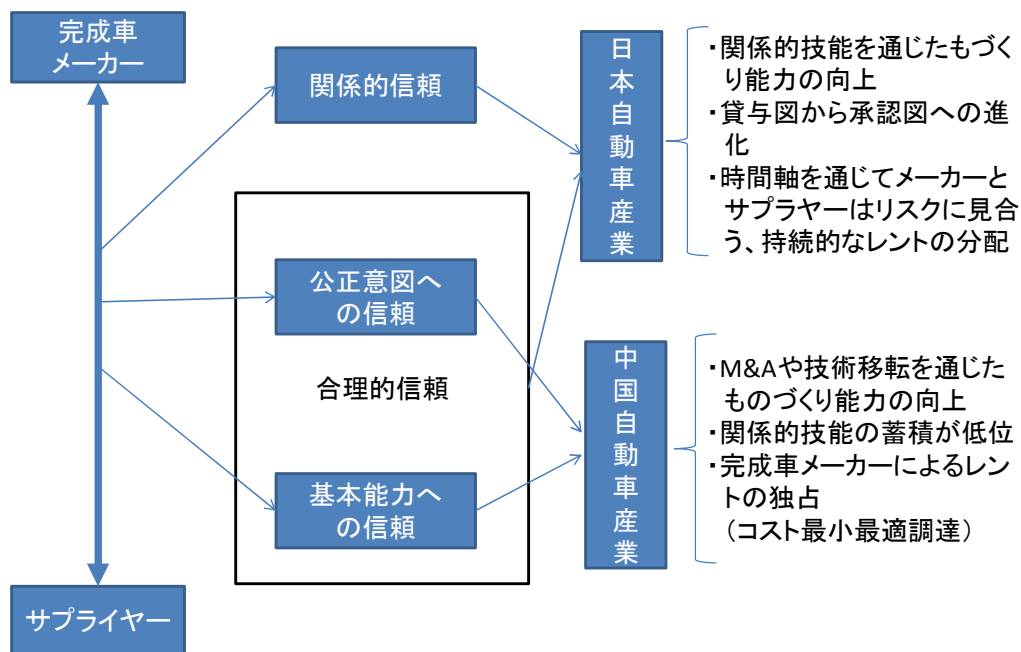 完成車
メーカー
関係的信頼
公正意図へ
の信頼
合理的信頼
基本能力へ
の信頼
サプライヤー
日本自動車産業
・関係的技能を通じたもづく
り能力の向上
・貸与図から承認図への進
化
・時間軸を通じてメーカーと
サプラヤーはリスクに見合
う、持続的なレントの分配
中国自動車産業
・M&Aや技術移転を通じた
ものづくり能力の向上
・関係的技能の蓄積が低位
・完成車メーカーによるレン
トの独占
（コスト最小最適調達）